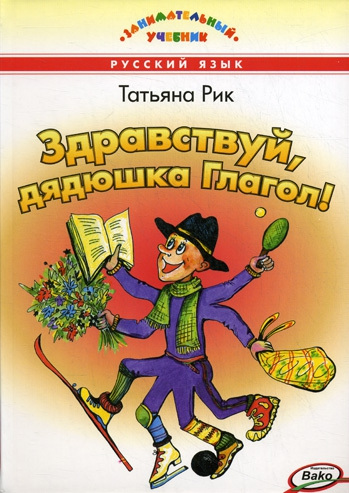 ЗАНИМАТЕЛЬНЫЙ
УЧЕБНИК
РУССКИЙ ЯЗЫК
Татьяна Рик
Здравствуй,
дядюшка Глагол!
Издательство
Вако